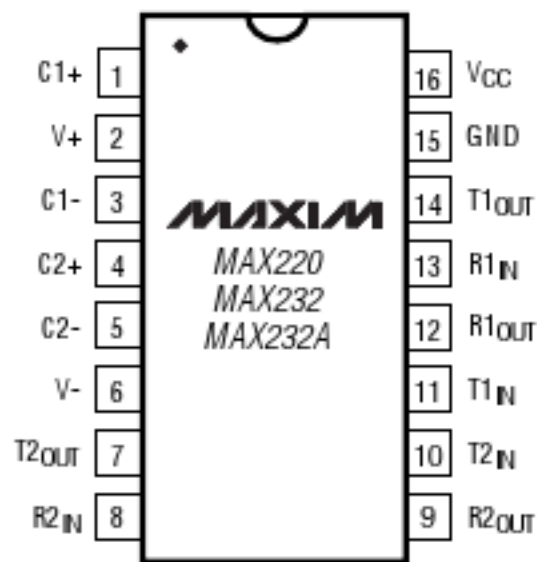 C1+ 1 16 VCC
V+ 2 15 GND
C1- 3 14 T1OUT
MAXIM
C2+ 4 MAX220 13 R1IN
MAX232
C2- 5 MAX232A 12 R1OUT
V- 6 11 T1IN
T2OUT 7 10 T2IN
R2IN 8 9 R2OUT